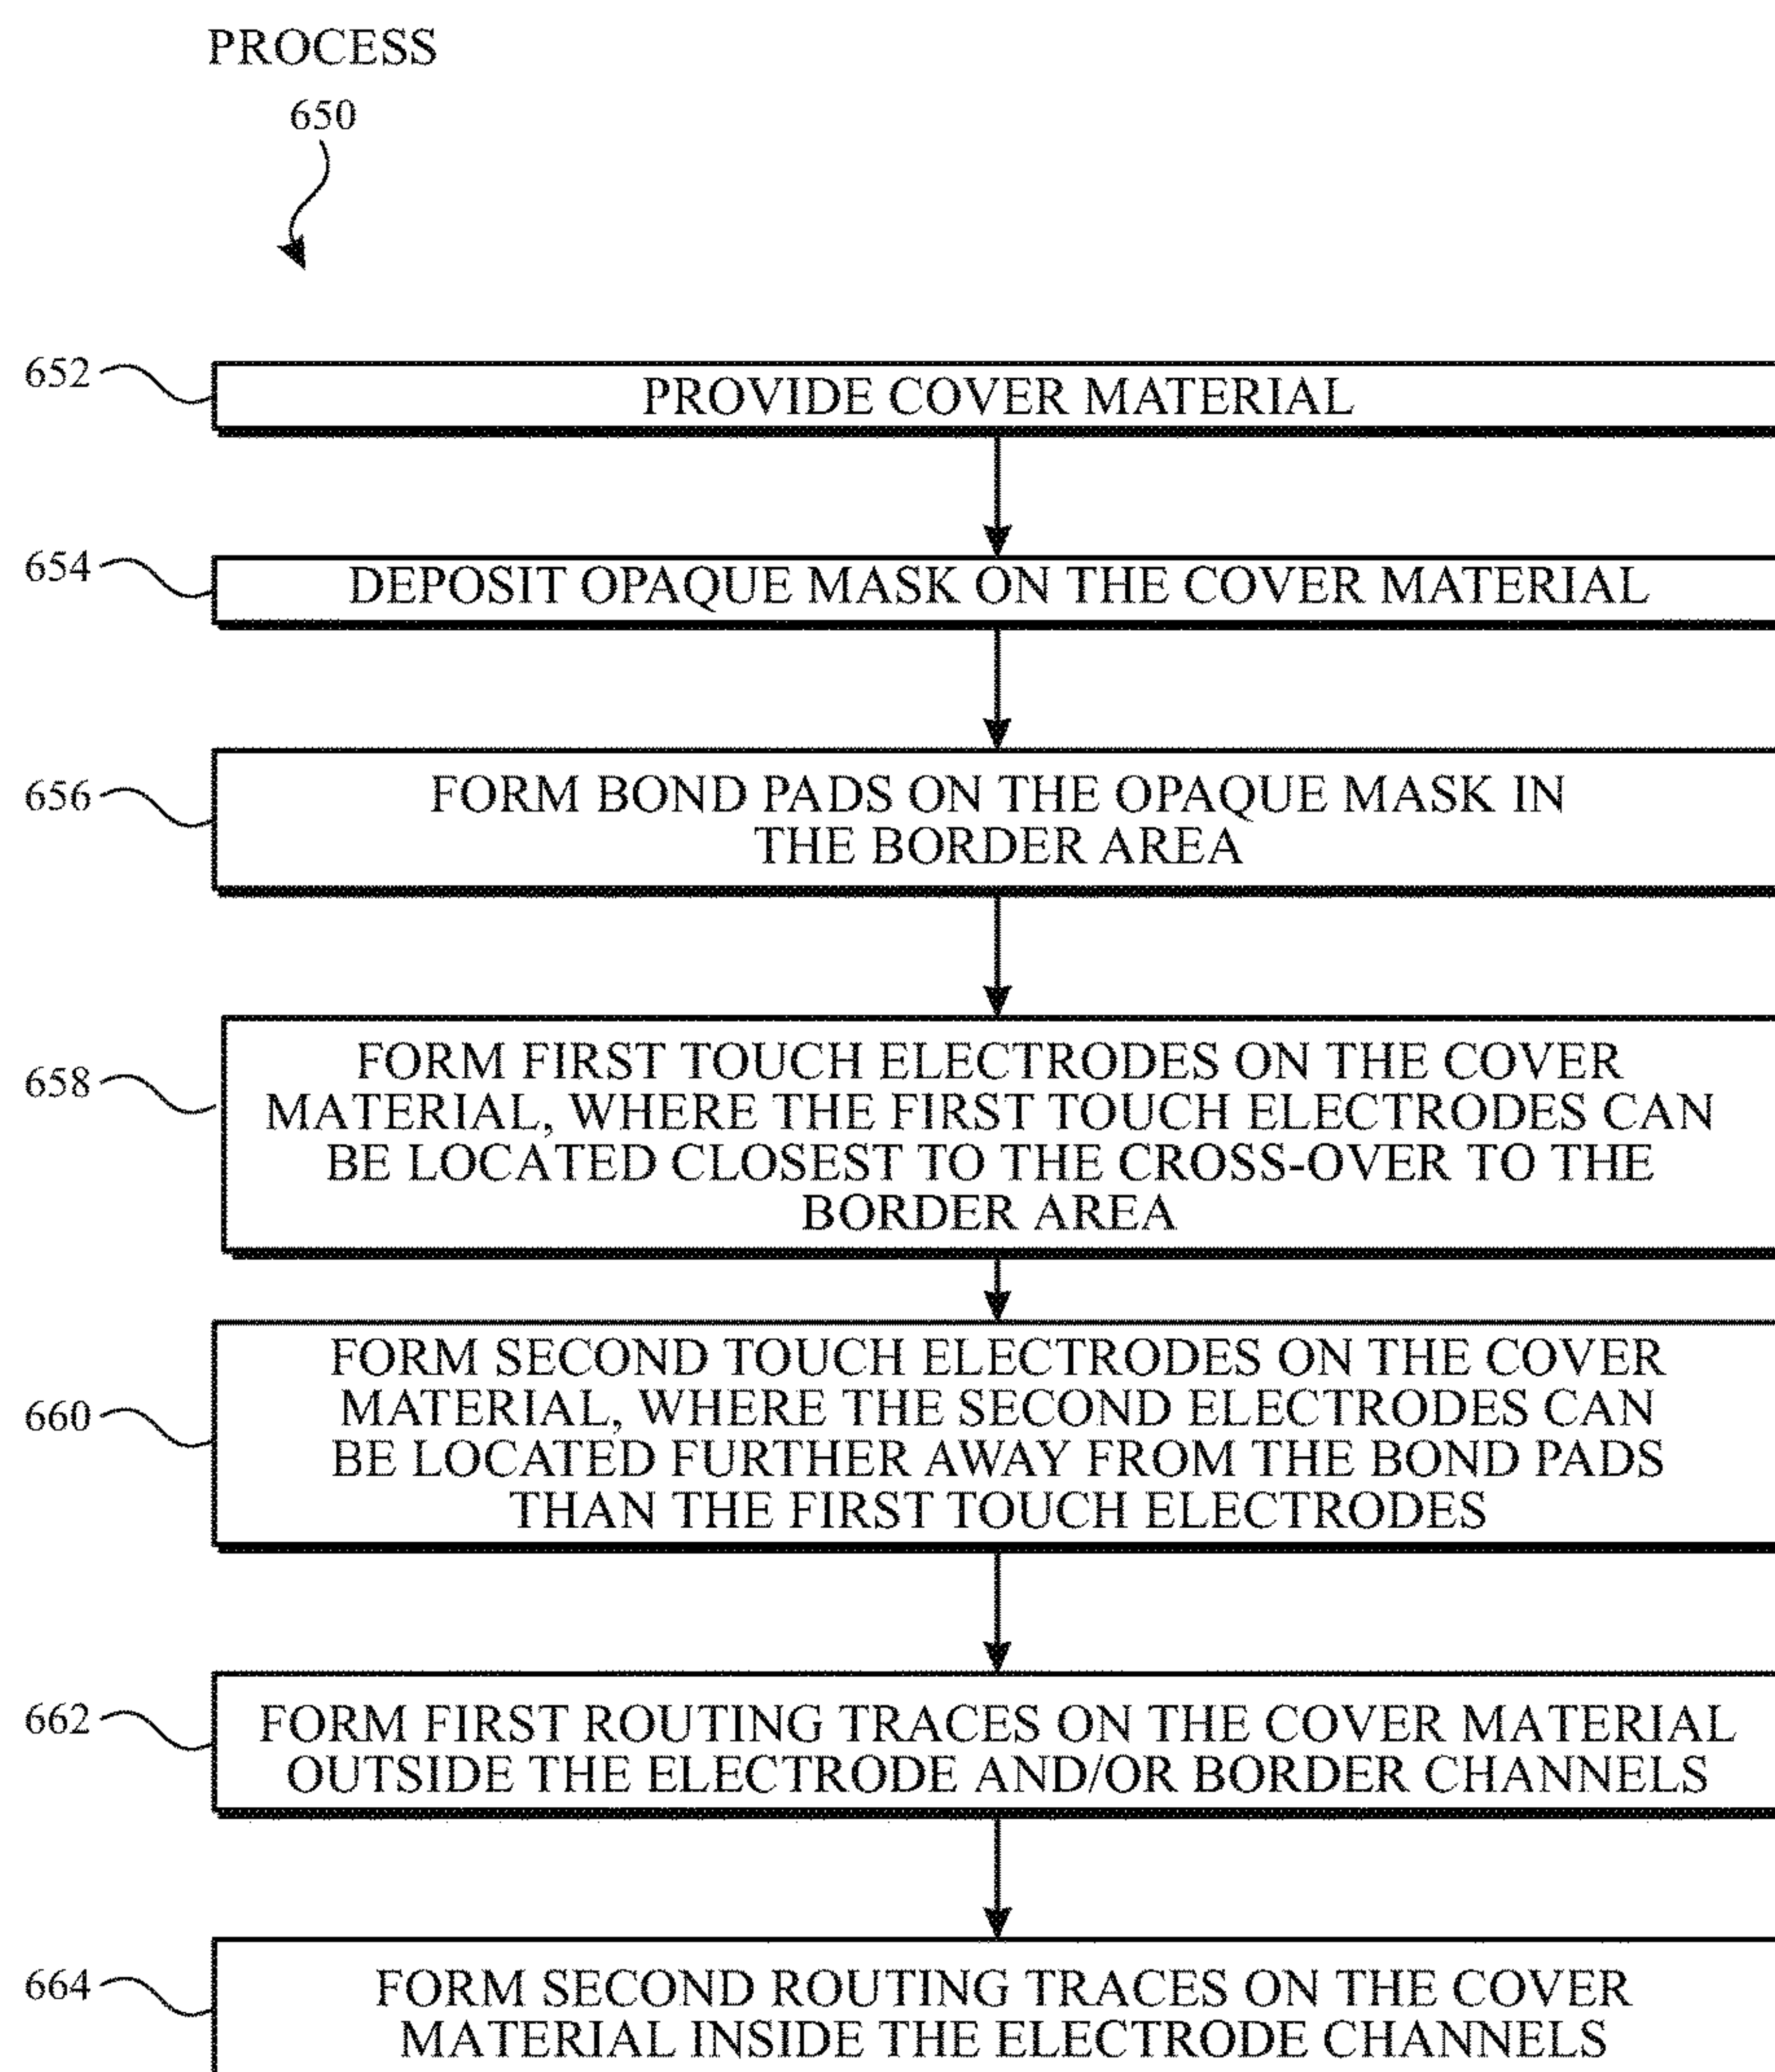 PROCESS
650
652
PROVIDE COVER MATERIAL
654
DEPOSIT OPAQUE MASK ON THE COVER MATERIAL
656
FORM BOND PADS ON THE OPAQUE MASK IN
THE BORDER AREA
658
FORM FIRST TOUCH ELECTRODES ON THE COVER
MATERIAL, WHERE THE FIRST TOUCH ELECTRODES CAN
BE LOCATED CLOSEST TO THE CROSS-OVER TO THE
BORDER AREA
660
FORM SECOND TOUCH ELECTRODES ON THE COVER
MATERIAL, WHERE THE SECOND ELECTRODES CAN
BE LOCATED FURTHER AWAY FROM THE BOND PADS
THAN THE FIRST TOUCH ELECTRODES
662
FORM FIRST ROUTING TRACES ON THE COVER MATERIAL
OUTSIDE THE ELECTRODE AND/OR BORDER CHANNELS
664
FORM SECOND ROUTING TRACES ON THE COVER
MATERIAL INSIDE THE ELECTRODE CHANNELS